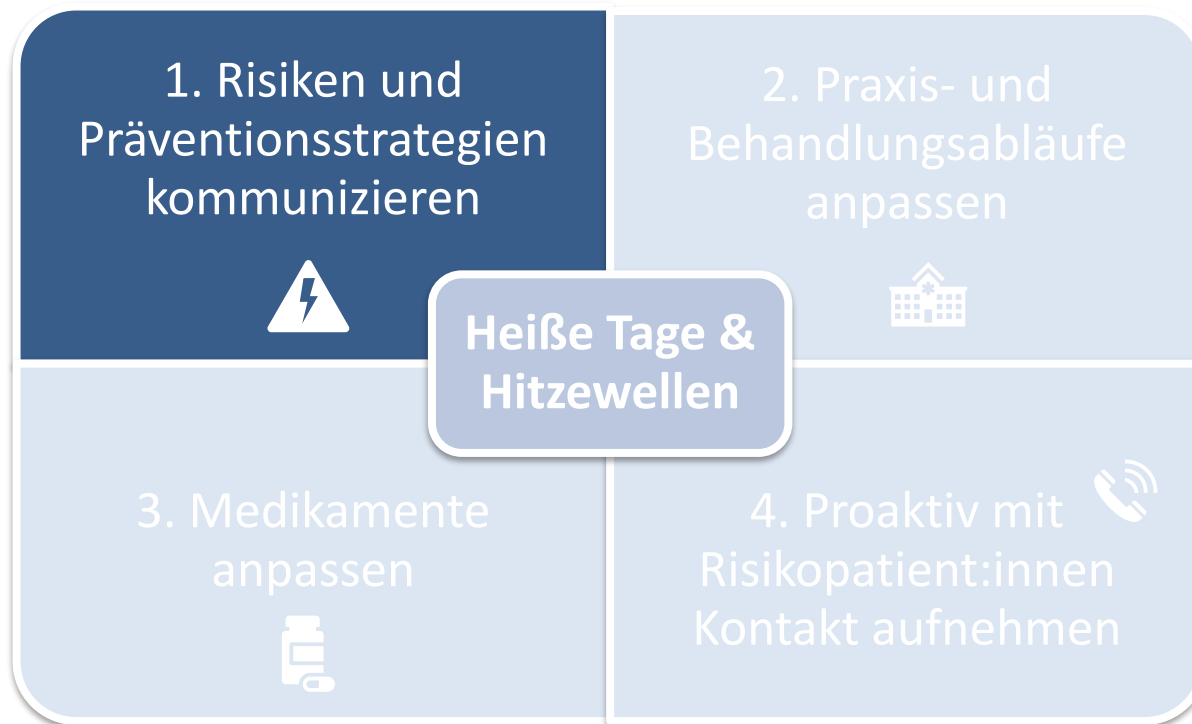 1. Risiken und
Präventionsstrategien
kommunizieren
2. Praxis- und
Behandlungsabläufe
anpassen
Heiße Tage &
Hitzewellen
3. Medikamente
anpassen
4. Proaktiv mit
Risikopatient:innen
Kontakt aufnehmen